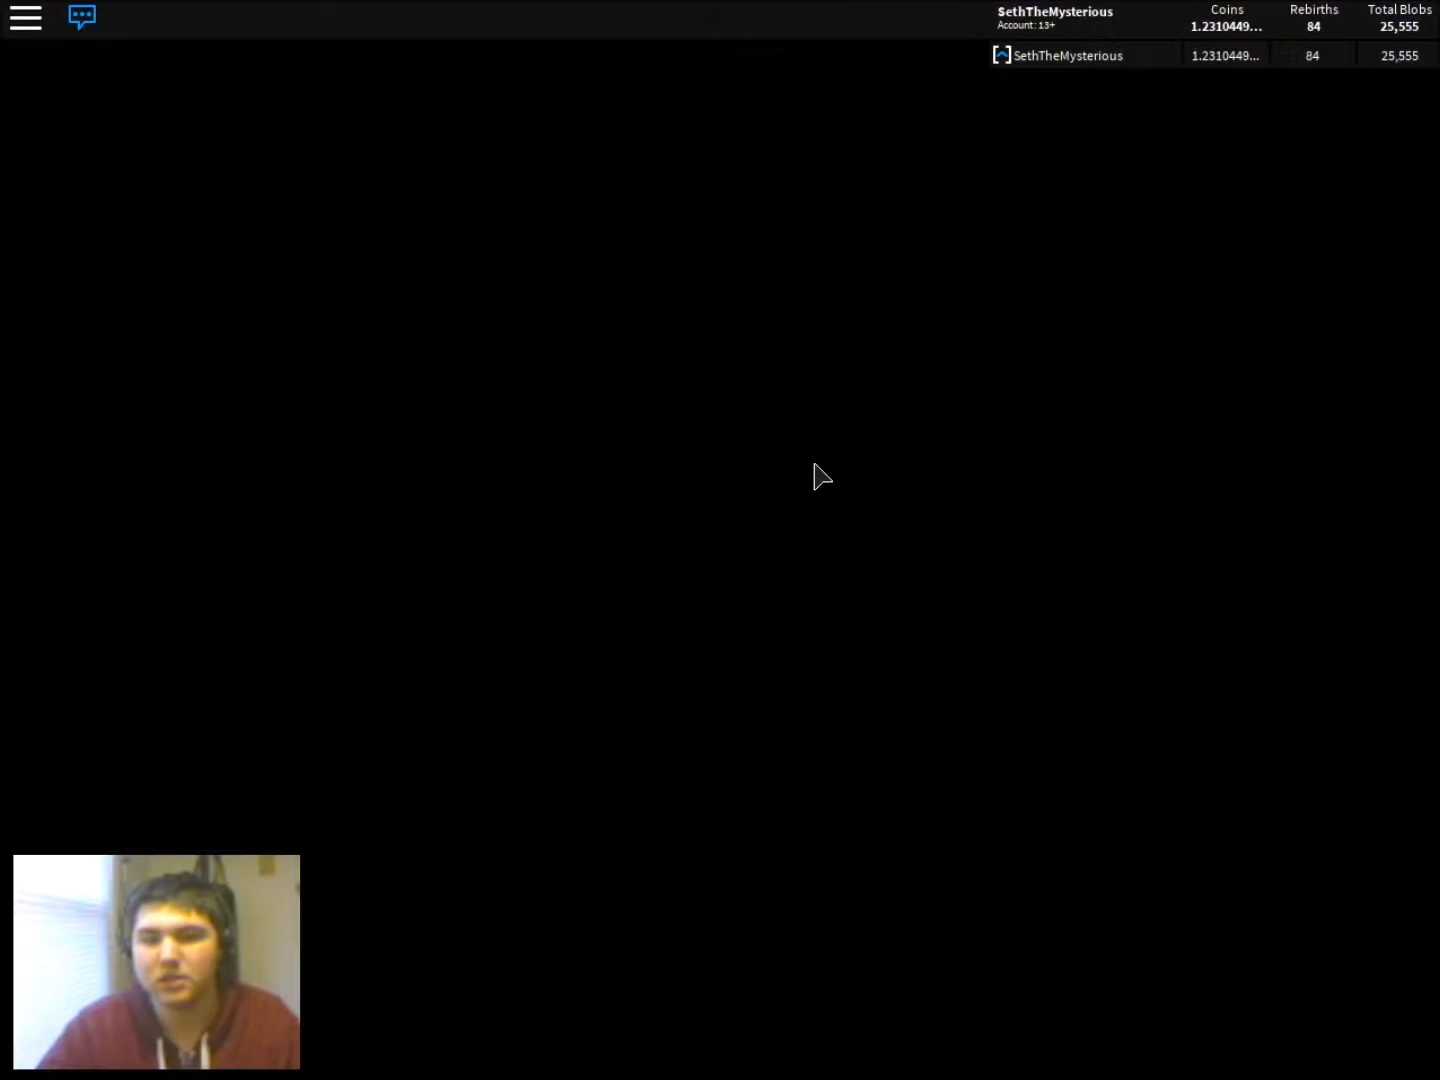 SethTheMysterious Coins Rebirths Total Blobs
Account: 13+ 1.2310449... 84 25,555
SethTheMysterious 1.2310449... 84 25,555